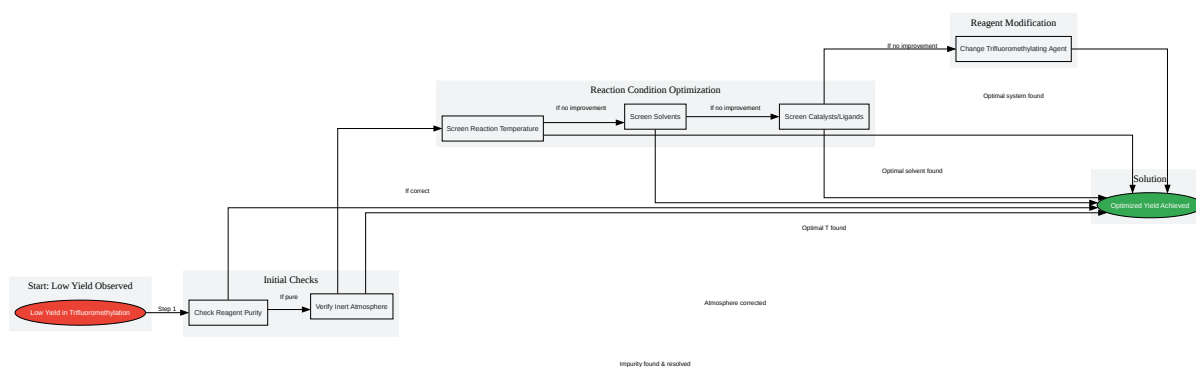 Reagent Modification
If no improvement
Change Trifluoromethylating Agent
Reaction Condition Optimization
Optimal system found
If no improvement
If no improvement
Screen Reaction Temperature
Screen Solvents
Screen Catalysts/Ligands
Optimal solvent found
Solution
If correct
Optimized Yield Achieved
Optimal T found
Start: Low Yield Observed
Initial Checks
If pure
Low Yield in Trifluoromethylation
Step 1
Check Reagent Purity
Verify Inert Atmosphere
Atmosphere corrected
Impurity found & resolved